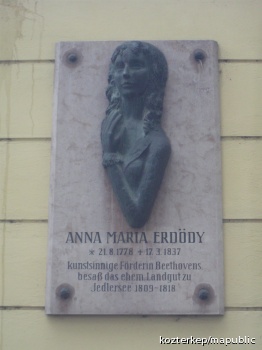 ANNA MARIA ERDÖDY
* 21.8.1778 + 17.3.1837
kunstsinnige Förderin Beethovens
besaß das ehem. Landgut zu
Jedlersee 1809-1818
kozterkep/mapublic